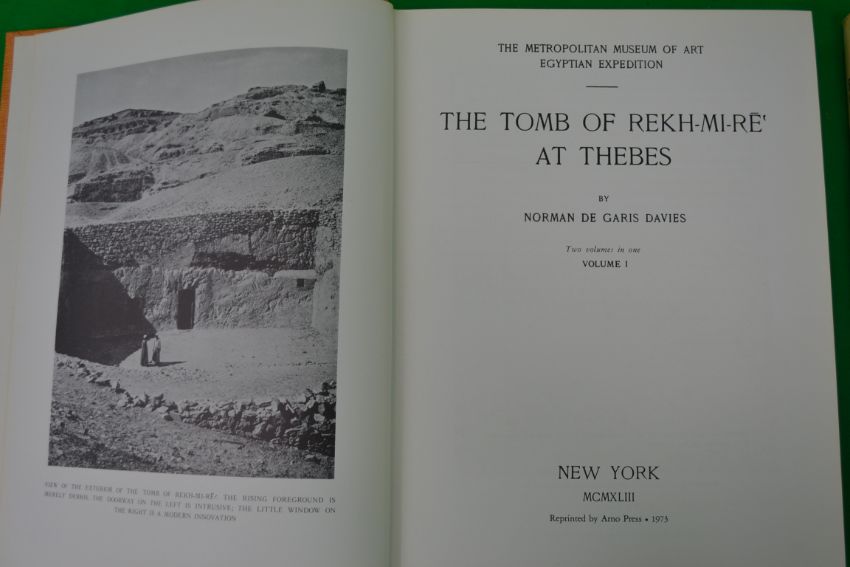 VIEW OF THE EXTERIOR OF THE TOMB OF REKH-MI-RĒʿ. THE RISING FOREGROUND IS
MERELY DEBRIS. THE DOORWAY ON THE LEFT IS INTRUSIVE; THE LITTLE WINDOW ON
THE RIGHT IS A MODERN INNOVATION
THE METROPOLITAN MUSEUM OF ART
EGYPTIAN EXPEDITION
THE TOMB OF REKH-MI-RĒʿ
AT THEBES
BY
NORMAN DE GARIS DAVIES
Two volumes in one
VOLUME I
NEW YORK
MCMXLIII
Reprinted by Arno Press • 1973